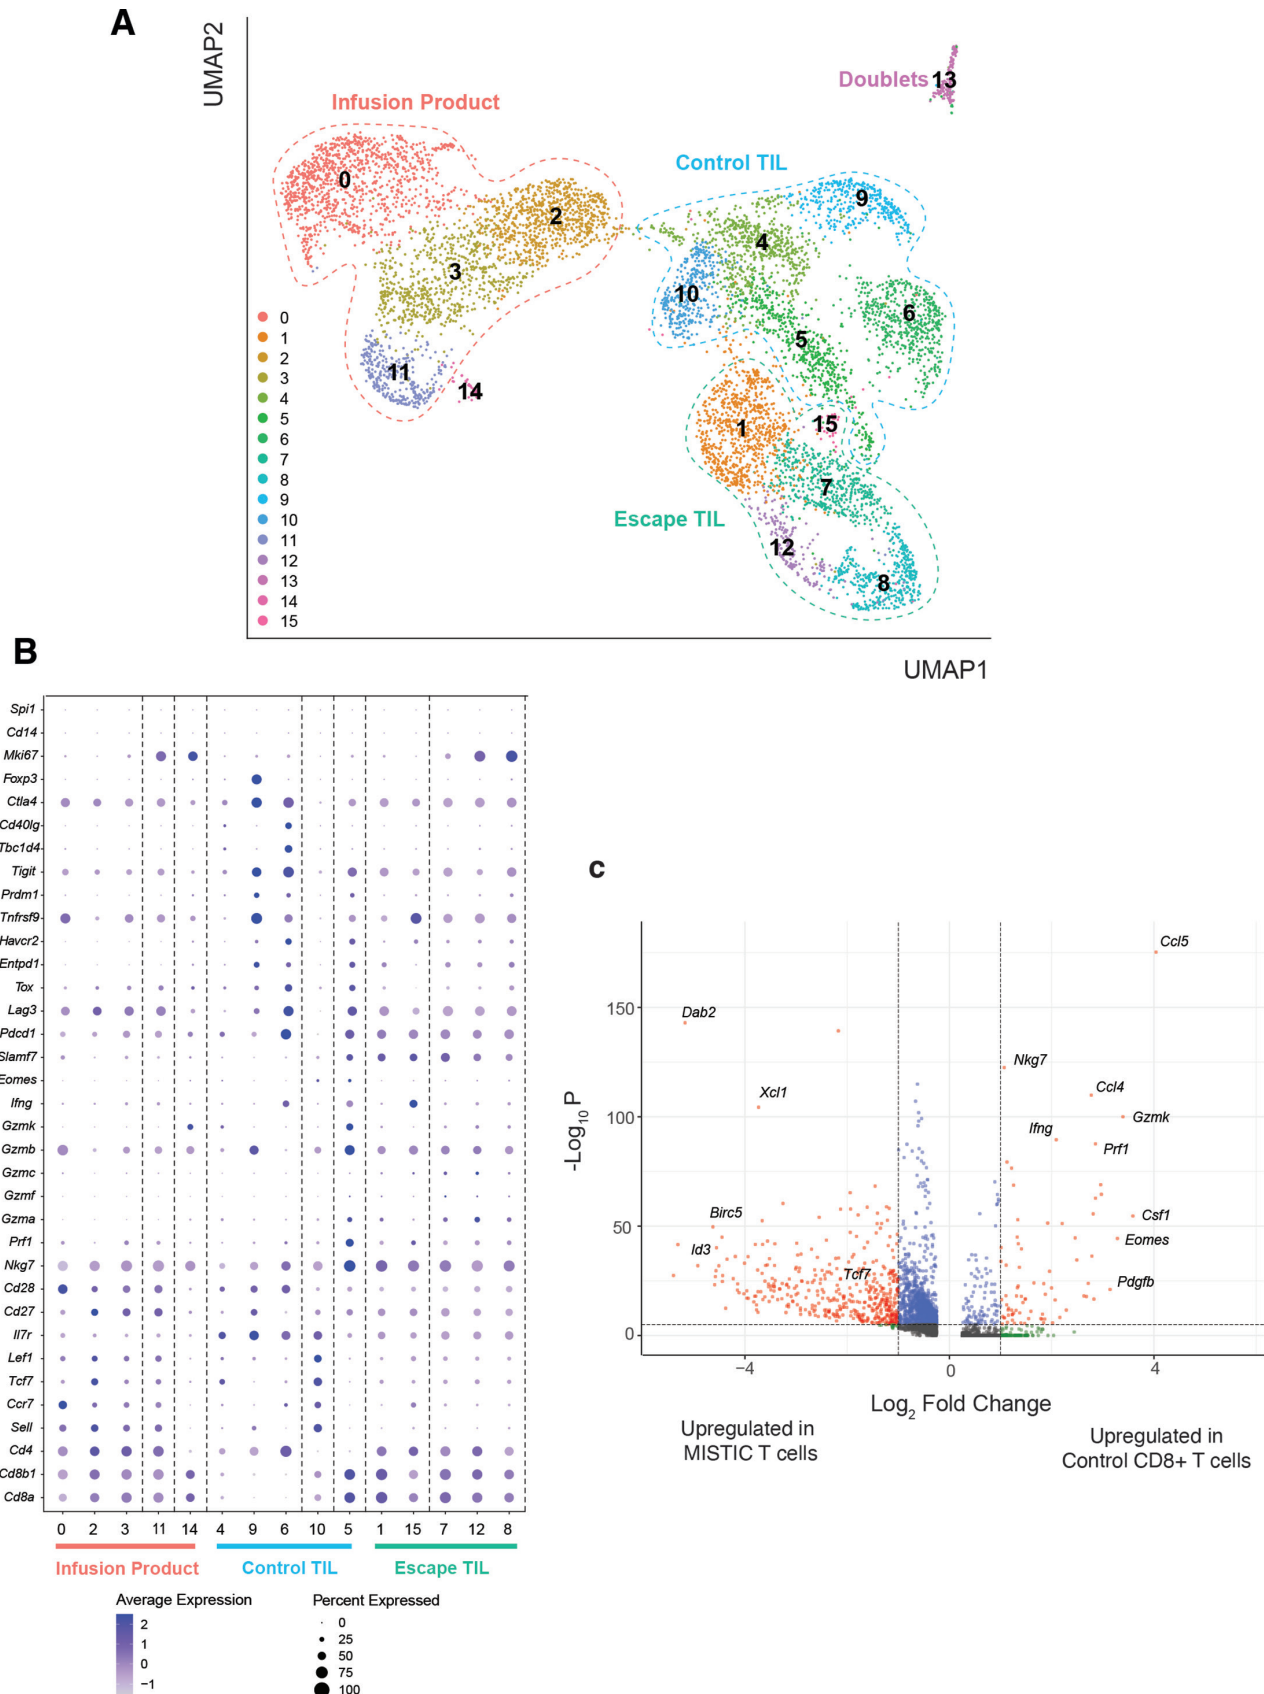 A
UMAP2
Doublets 13
Infusion Product
Control TIL
0
9
2
4
3
10
6
5
11
14
1
15
7
Escape TIL
12
8
0
1
2
3
4
5
6
7
8
9
10
11
12
13
14
15
UMAP1
B
Spi1
Cd14
Mki67
Foxp3
Ctla4
Cd40lg
Tbc1d4
Tigit
Prdm1
Tnfrsf9
Havcr2
Entpd1
Tox
Lag3
Pdcd1
Slamf7
Eomes
Ifng
Gzmk
Gzmb
Gzmc
Gzmf
Gzma
Prf1
Nkg7
Cd28
Cd27
Il7r
Lef1
Tcf7
Ccr7
Sell
Cd4
Cd8b1
Cd8a
0 2 3 11 14 4 9 6 10 5 1 15 7 12 8
Infusion Product Control TIL Escape TIL
Average Expression
2
1
0
−1
Percent Expressed
0
25
50
75
100
C
-Log10 P
150
100
50
0
Ccl5
Dab2
Nkg7
Xcl1
Ccl4
Gzmk
Ifng
Prf1
Birc5
Csf1
Id3
Eomes
Tcf7
Pdgfb
−4 0 4
Log2 Fold Change
Upregulated in
MISTIC T cells
Upregulated in
Control CD8+ T cells